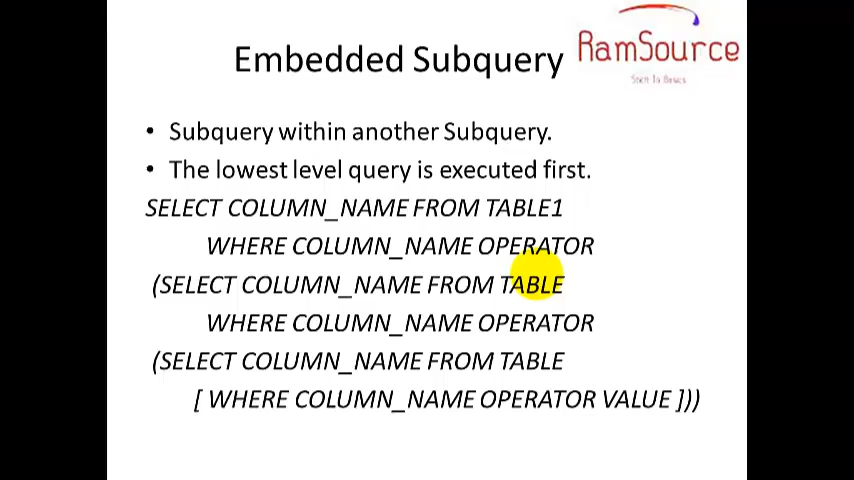 Embedded Subquery
RamSource
• Subquery within another Subquery.
• The lowest level query is executed first.
SELECT COLUMN_NAME FROM TABLE1
WHERE COLUMN_NAME OPERATOR
(SELECT COLUMN_NAME FROM TABLE
WHERE COLUMN_NAME OPERATOR
(SELECT COLUMN_NAME FROM TABLE
[ WHERE COLUMN_NAME OPERATOR VALUE ]))